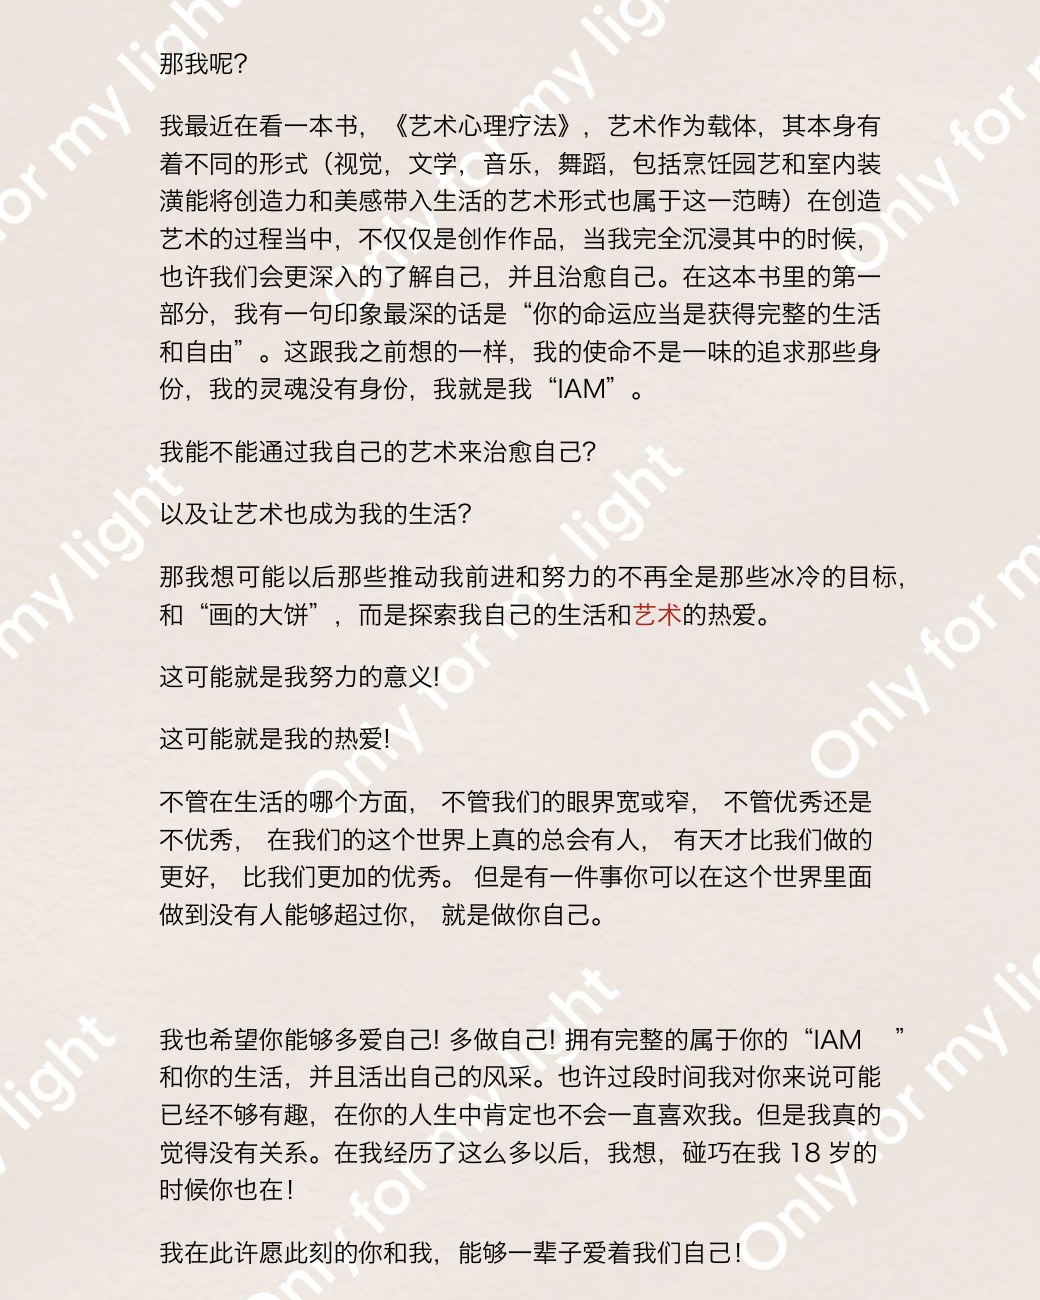 那我呢？
我最近在看一本书，《艺术心理疗法》，艺术作为载体，其本身有
着不同的形式（视觉，文学，音乐，舞蹈，包括烹饪园艺和室内装
潢能将创造力和美感带入生活的艺术形式也属于这一范畴）在创造
艺术的过程当中，不仅仅是创作作品，当我完全沉浸其中的时候，
也许我们会更深入的了解自己，并且治愈自己。在这本书里的第一
部分，我有一句印象最深的话是“你的命运应当是获得完整的生活
和自由”。这跟我之前想的一样，我的使命不是一味的追求那些身
份，我的灵魂没有身份，我就是我“IAM”。
我能不能通过我自己的艺术来治愈自己？
以及让艺术也成为我的生活？
那我想可能以后那些推动我前进和努力的不再全是那些冰冷的目标，
和“画的大饼”，而是探索我自己的生活和艺术的热爱。
这可能就是我努力的意义！
这可能就是我的热爱！
不管在生活的哪个方面， 不管我们的眼界宽或窄， 不管优秀还是
不优秀， 在我们的这个世界上真的总会有人， 有天才比我们做的
更好， 比我们更加的优秀。 但是有一件事你可以在这个世界里面
做到没有人能够超过你， 就是做你自己。
我也希望你能够多爱自己！多做自己！拥有完整的属于你的“IAM ”
和你的生活，并且活出自己的风采。也许过段时间我对你来说可能
已经不够有趣，在你的人生中肯定也不会一直喜欢我。但是我真的
觉得没有关系。在我经历了这么多以后，我想，碰巧在我 18 岁的
时候你也在！
我在此许愿此刻的你和我，能够一辈子爱着我们自己！
Only for my light
Only for my light
Only for my light
Only for my light
Only for my light
Only for my light
Only for my light
Only for my light
Only for my light